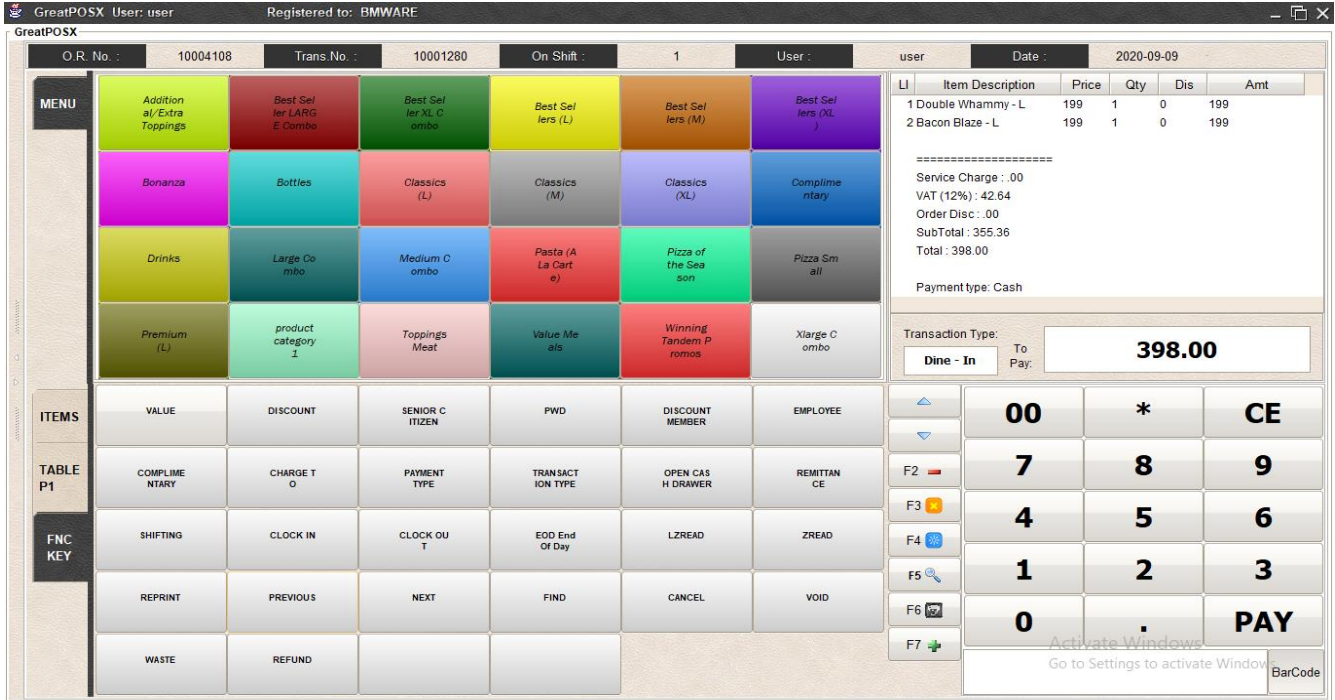 GreatPOSX User: user Registered to: BMWARE
GreatPOSX
O.R. No. : 10004108 Trans.No. : 10001280 On Shift : 1 User : user Date : 2020-09-09
MENU
Addition
al/Extra
Toppings
Best Sel
ler LARG
E Combo
Best Sel
ler XL C
ombo
Best Sel
lers (L)
Best Sel
lers (M)
Best Sel
lers (XL
)
Bonanza
Bottles
Classics
(L)
Classics
(M)
Classics
(XL)
Complime
ntary
Drinks
Large Co
mbo
Medium C
ombo
Pasta (A
La Cart
e)
Pizza of
the Sea
son
Pizza Sm
all
Premium
(L)
product
category
1
Toppings
Meat
Value Me
als
Winning
Tandem P
romos
Xlarge C
ombo
LI Item Description Price Qty Dis Amt
1 Double Whammy - L 199 1 0 199
2 Bacon Blaze - L 199 1 0 199
=====================
Service Charge : .00
VAT (12%) : 42.64
Order Disc : .00
SubTotal : 355.36
Total : 398.00
Payment type: Cash
Transaction Type:
Dine - In
To
Pay:
398.00
ITEMS
TABLE
P1
FNC
KEY
VALUE
DISCOUNT
SENIOR C
ITIZEN
PWD
DISCOUNT
MEMBER
EMPLOYEE
COMPLIME
NTARY
CHARGE T
O
PAYMENT
TYPE
TRANSACT
ION TYPE
OPEN CAS
H DRAWER
REMITTAN
CE
SHIFTING
CLOCK IN
CLOCK OU
T
EOD End
Of Day
LZREAD
ZREAD
REPRINT
PREVIOUS
NEXT
FIND
CANCEL
VOID
WASTE
REFUND
F2
F3
F4
F5
F6
F7
00 * CE
7 8 9
4 5 6
1 2 3
0 . PAY
Activate Windows
Go to Settings to activate Windows
BarCode